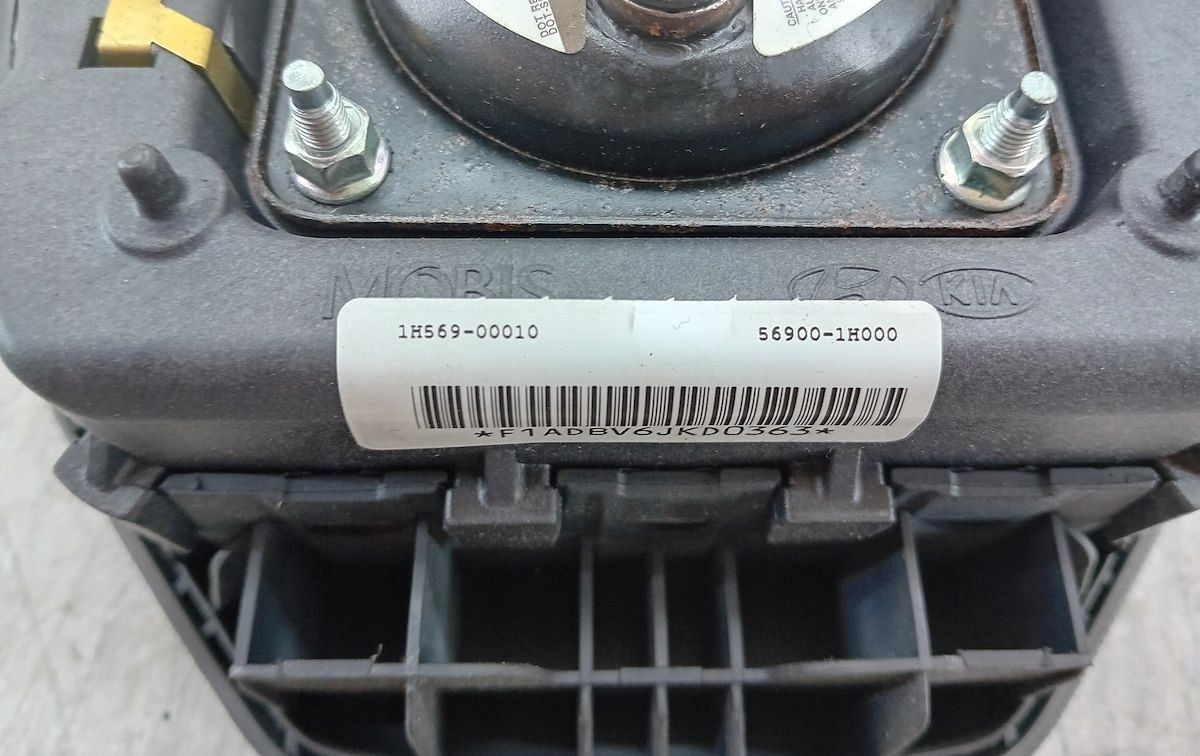 MOBIS
KIA
1H569-00010
56900-1H000
*F1ADBV6JKD0363*